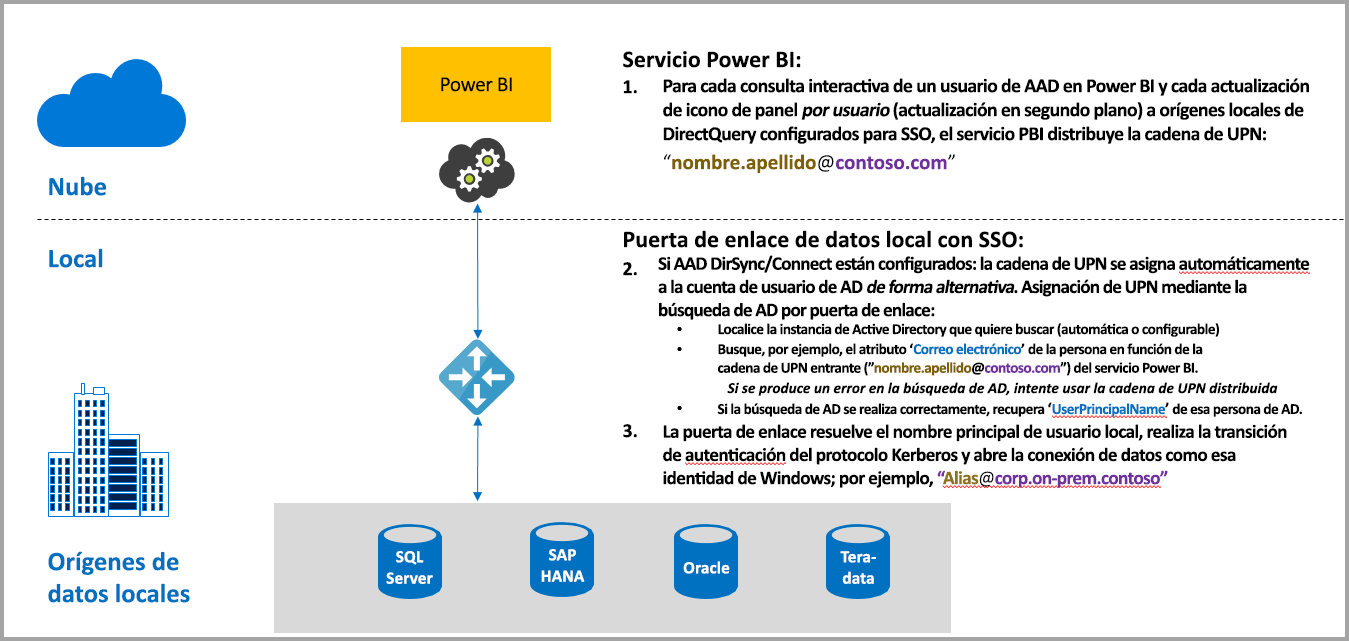 Power BI
Nube
Servicio Power BI:
1. Para cada consulta interactiva de un usuario de AAD en Power BI y cada actualización
de icono de panel por usuario (actualización en segundo plano) a orígenes locales de
DirectQuery configurados para SSO, el servicio PBI distribuye la cadena de UPN:
“nombre.apellido@contoso.com”
Local
Puerta de enlace de datos local con SSO:
2. Si AAD DirSync/Connect están configurados: la cadena de UPN se asigna automáticamente
a la cuenta de usuario de AD de forma alternativa. Asignación de UPN mediante la
búsqueda de AD por puerta de enlace:
• Localice la instancia de Active Directory que quiere buscar (automática o configurable)
• Busque, por ejemplo, el atributo ‘Correo electrónico’ de la persona en función de la
cadena de UPN entrante (”nombre.apellido@contoso.com”) del servicio Power BI.
Si se produce un error en la búsqueda de AD, intente usar la cadena de UPN distribuida
• Si la búsqueda de AD se realiza correctamente, recupera ‘UserPrincipalName’ de esa persona de AD.
3. La puerta de enlace resuelve el nombre principal de usuario local, realiza la transición
de autenticación del protocolo Kerberos y abre la conexión de datos como esa
identidad de Windows; por ejemplo, “Alias@corp.on-prem.contoso”
Orígenes de
datos locales
SQL
Server
SAP
HANA
Oracle
Tera-
data